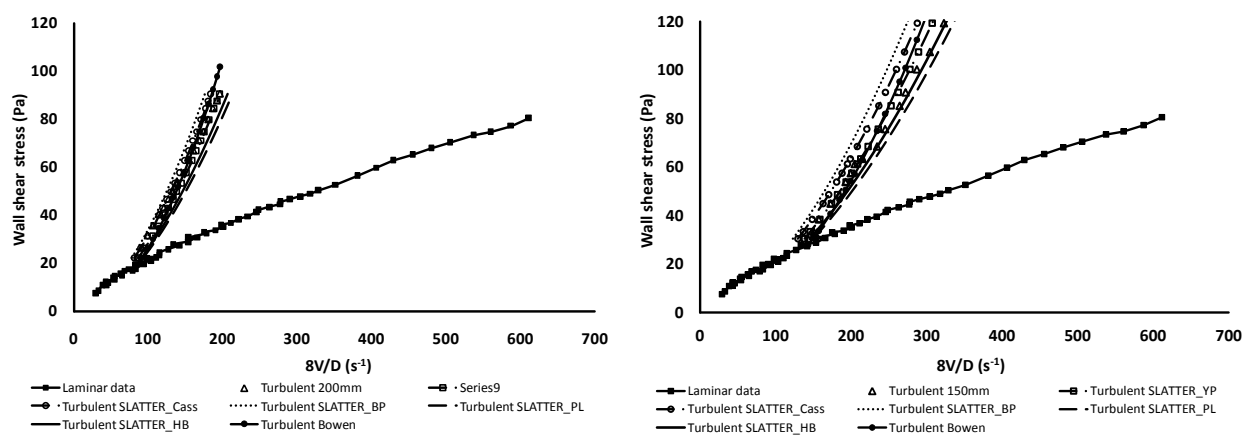 120
100
80
60
40
20
0
Wall shear stress (Pa)
0 100 200 300 400 500 600 700
8V/D (s-1)
Laminar data Turbulent 200mm Series9
Turbulent SLATTER_Cass Turbulent SLATTER_BP Turbulent SLATTER_PL
Turbulent SLATTER_HB Turbulent Bowen
120
100
80
60
40
20
0
Wall shear stress (Pa)
0 100 200 300 400 500 600 700
8V/D (s-1)
Laminar data Turbulent 150mm Turbulent SLATTER_YP
Turbulent SLATTER_Cass Turbulent SLATTER_BP Turbulent SLATTER_PL
Turbulent SLATTER_HB Turbulent Bowen